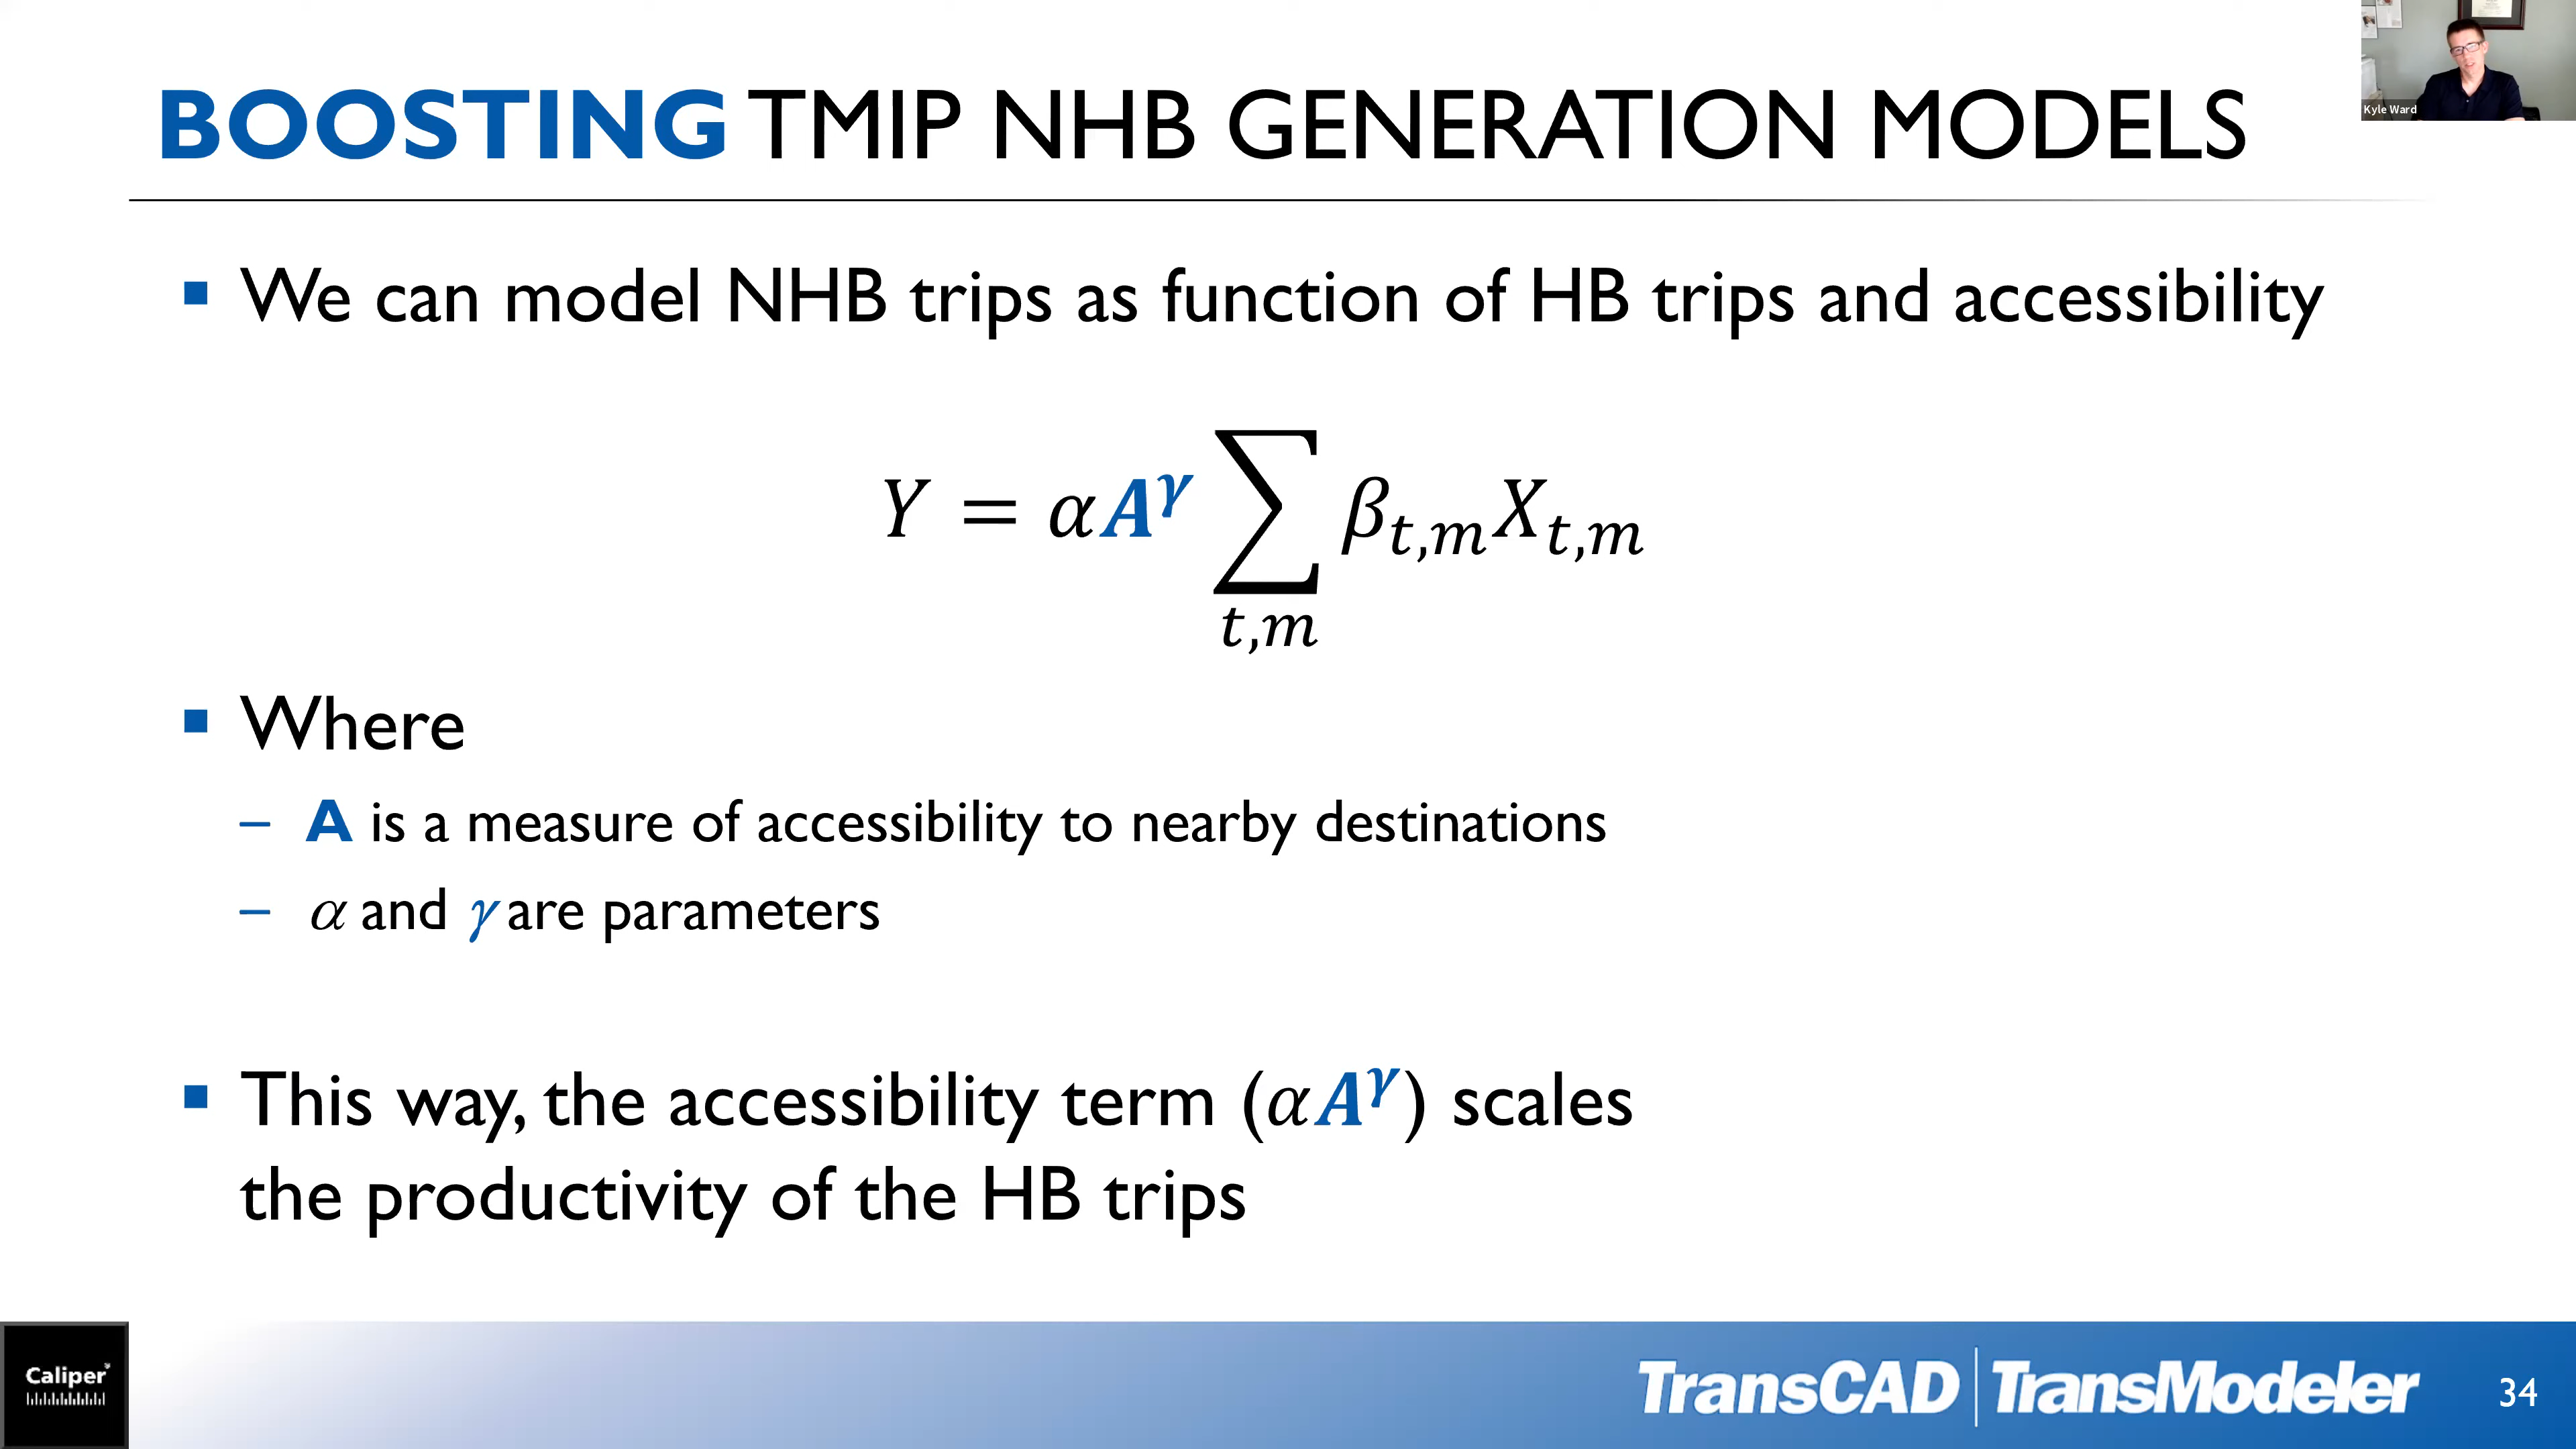 Kyle Ward
BOOSTING TMIP NHB GENERATION MODELS
▪ We can model NHB trips as function of HB trips and accessibility
Y = αA^γ ∑ β_{t,m}X_{t,m}
t,m
▪ Where
– A is a measure of accessibility to nearby destinations
– α and γ are parameters
▪ This way, the accessibility term (αA^γ) scales
the productivity of the HB trips
Caliper
TransCAD | TransModeler
34